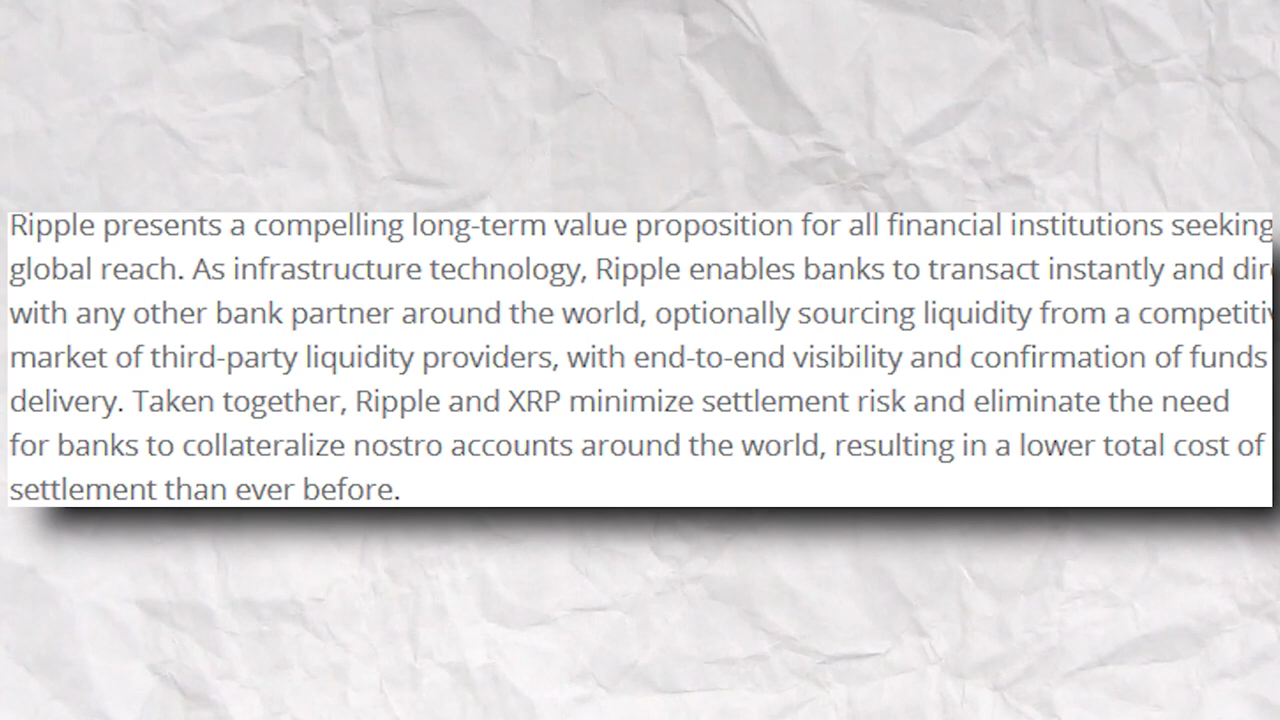 Ripple presents a compelling long-term value proposition for all financial institutions seeking
global reach. As infrastructure technology, Ripple enables banks to transact instantly and
with any other bank partner around the world, optionally sourcing liquidity from a
market of third-party liquidity providers, with end-to-end visibility and confirmation of funds
delivery. Taken together, Ripple and XRP minimize settlement risk and eliminate the need
for banks to collateralize nostro accounts around the world, resulting in a lower total cost of
settlement than ever before.